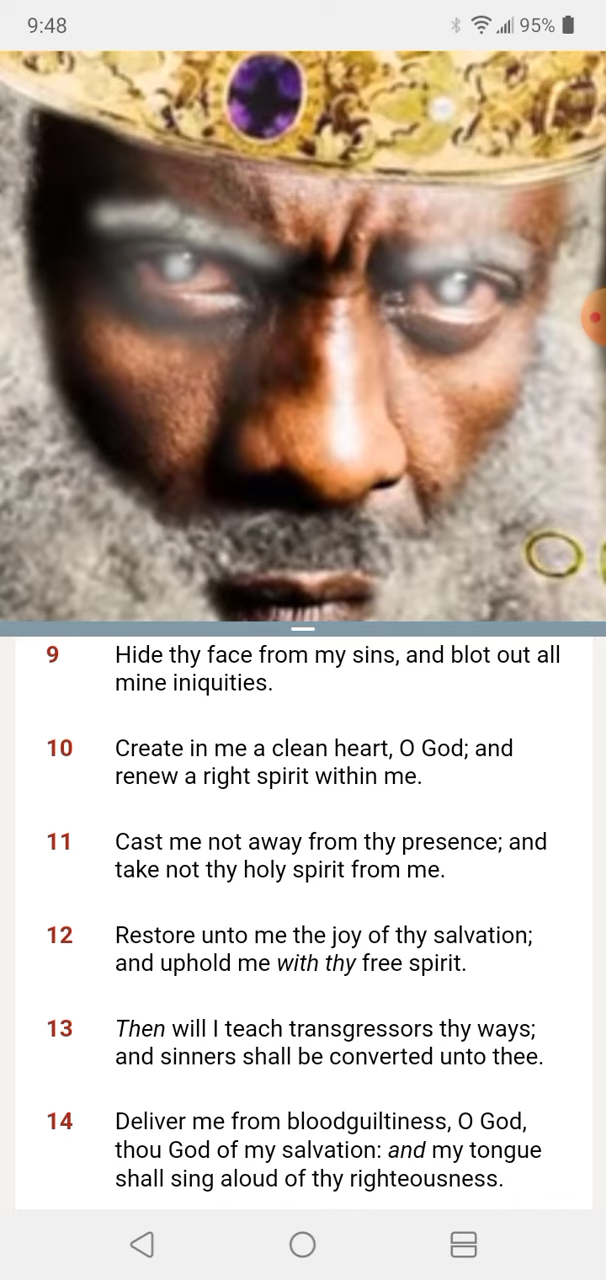 9:48 95%
9 Hide thy face from my sins, and blot out all
mine iniquities.
10 Create in me a clean heart, O God; and
renew a right spirit within me.
11 Cast me not away from thy presence; and
take not thy holy spirit from me.
12 Restore unto me the joy of thy salvation;
and uphold me with thy free spirit.
13 Then will I teach transgressors thy ways;
and sinners shall be converted unto thee.
14 Deliver me from bloodguiltiness, O God,
thou God of my salvation: and my tongue
shall sing aloud of thy righteousness.